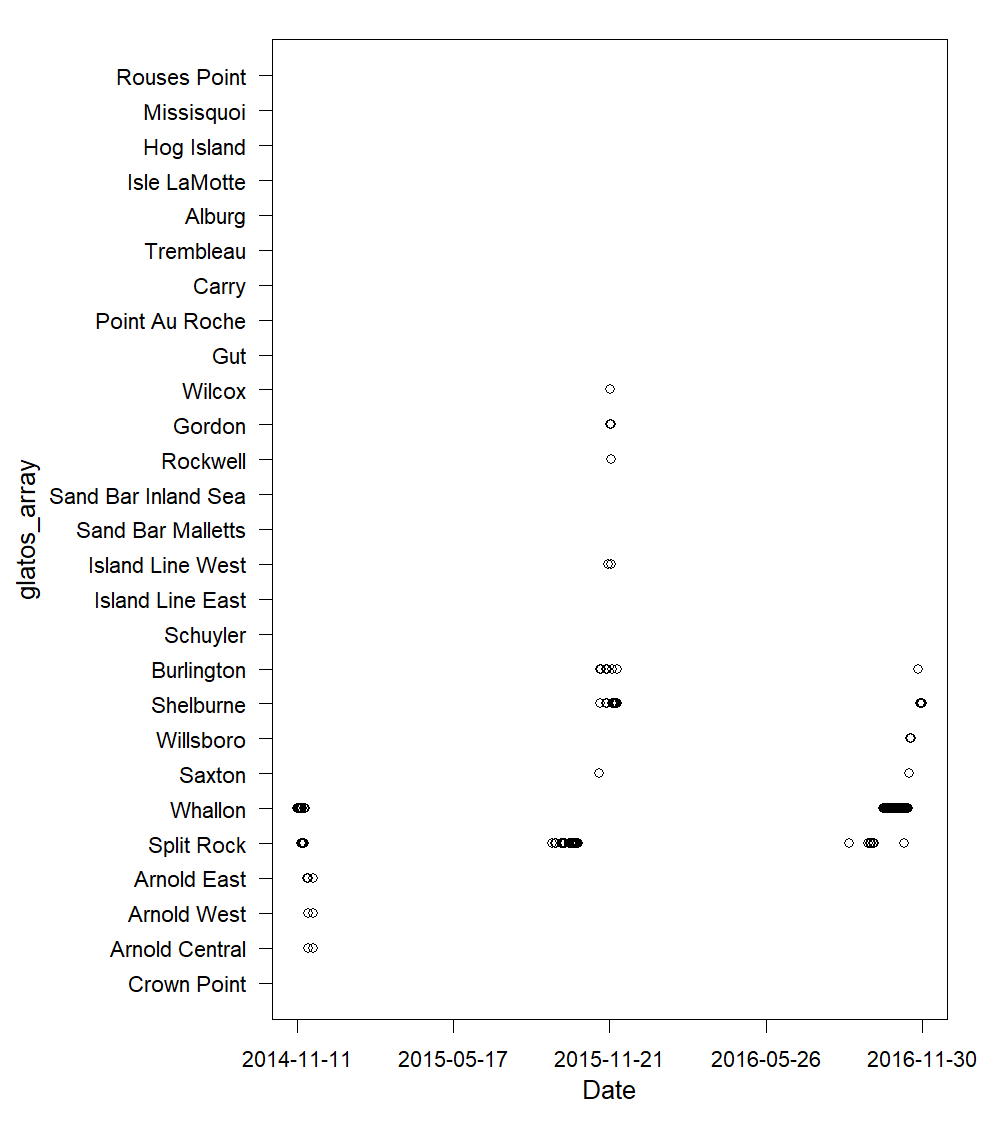 Rouses Point
Missisquoi
Hog Island
Isle LaMotte
Alburg
Trembleau
Carry
Point Au Roche
Gut
Wilcox
Gordon
Rockwell
Sand Bar Inland Sea
Sand Bar Malletts
Island Line West
Island Line East
Schuyler
Burlington
Shelburne
Willsboro
Saxton
Whallon
Split Rock
Arnold East
Arnold West
Arnold Central
Crown Point
glatos_array
2014-11-11 2015-05-17 2015-11-21 2016-05-26 2016-11-30
Date